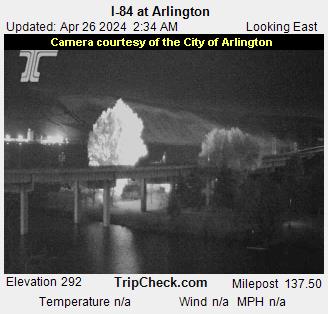 I-84 at Arlington
Updated: Apr 26 2024 2:34 AM Looking East
Camera courtesy of the City of Arlington
Elevation 292 TripCheck.com Milepost 137.50
Temperature n/a Wind n/a MPH n/a